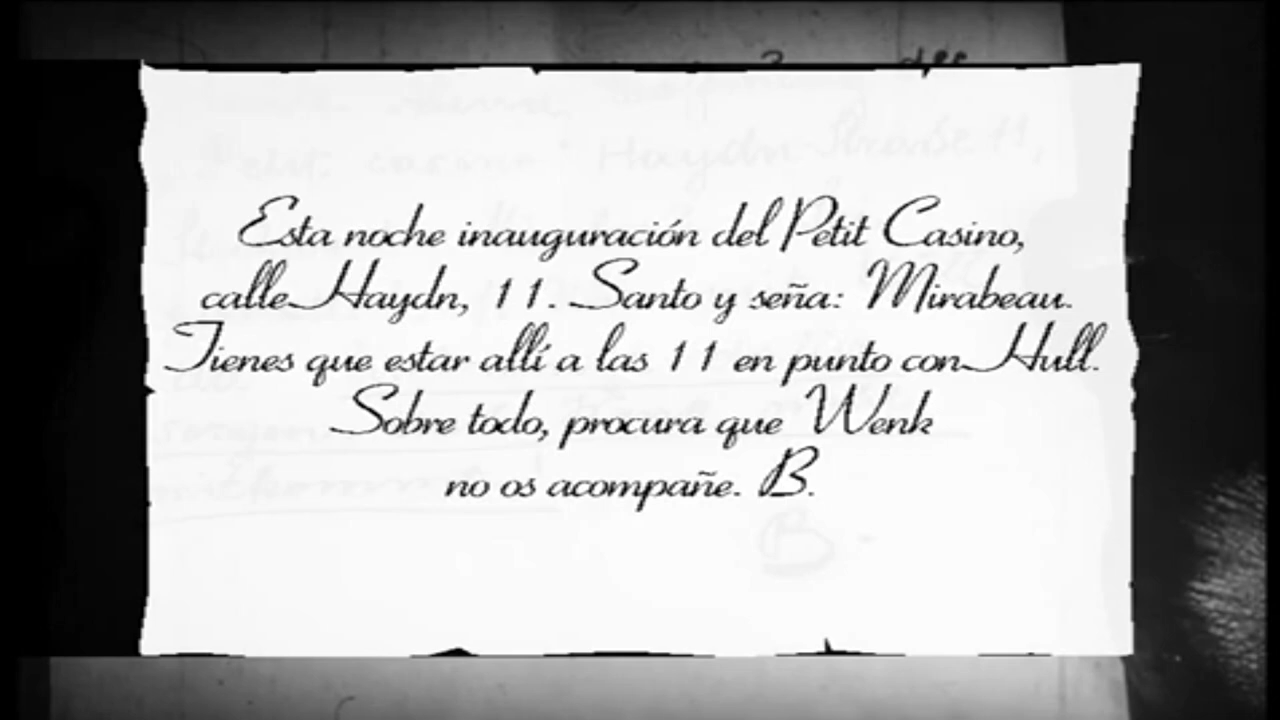 Esta noche inauguración del Petit Casino,
calle Haydn, 11. Santo y seña: Mirabeau.
Tienes que estar allí a las 11 en punto con Hull.
Sobre todo, procura que Wenk
no os acompañe. B.
B.